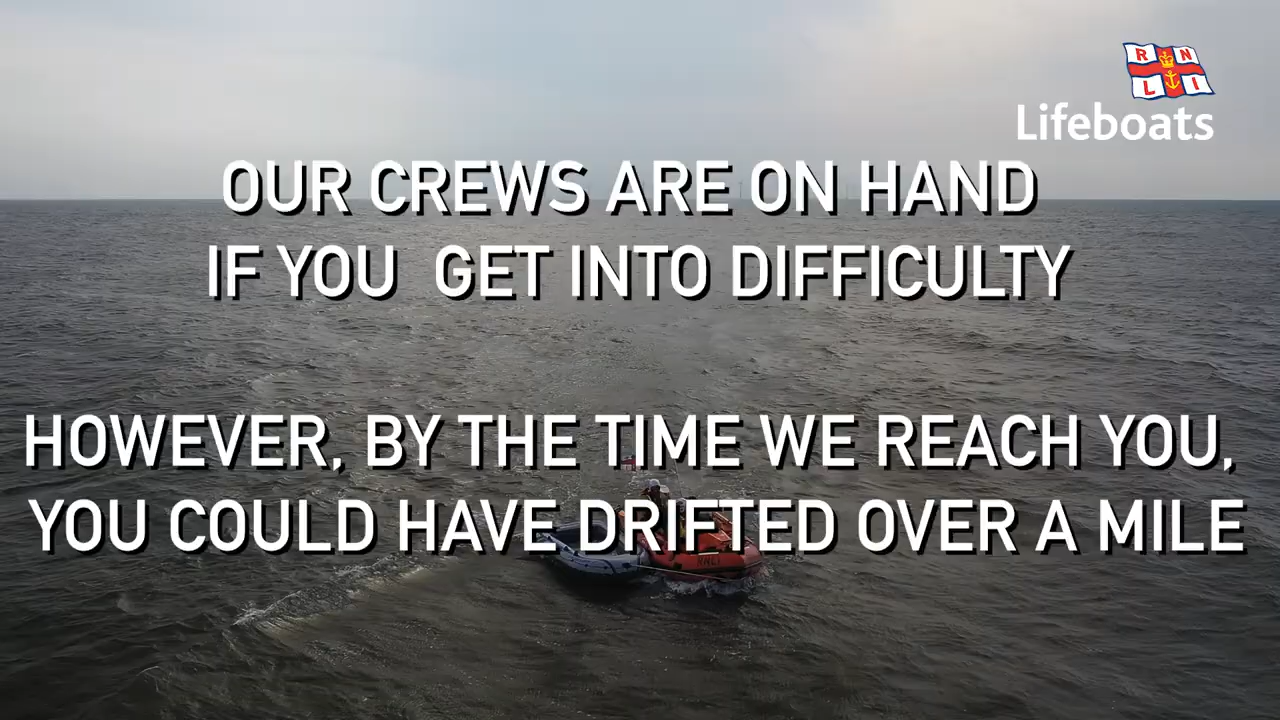 R N
L I
Lifeboats
OUR CREWS ARE ON HAND
IF YOU GET INTO DIFFICULTY
HOWEVER, BY THE TIME WE REACH YOU,
YOU COULD HAVE DRIFTED OVER A MILE
RNLI